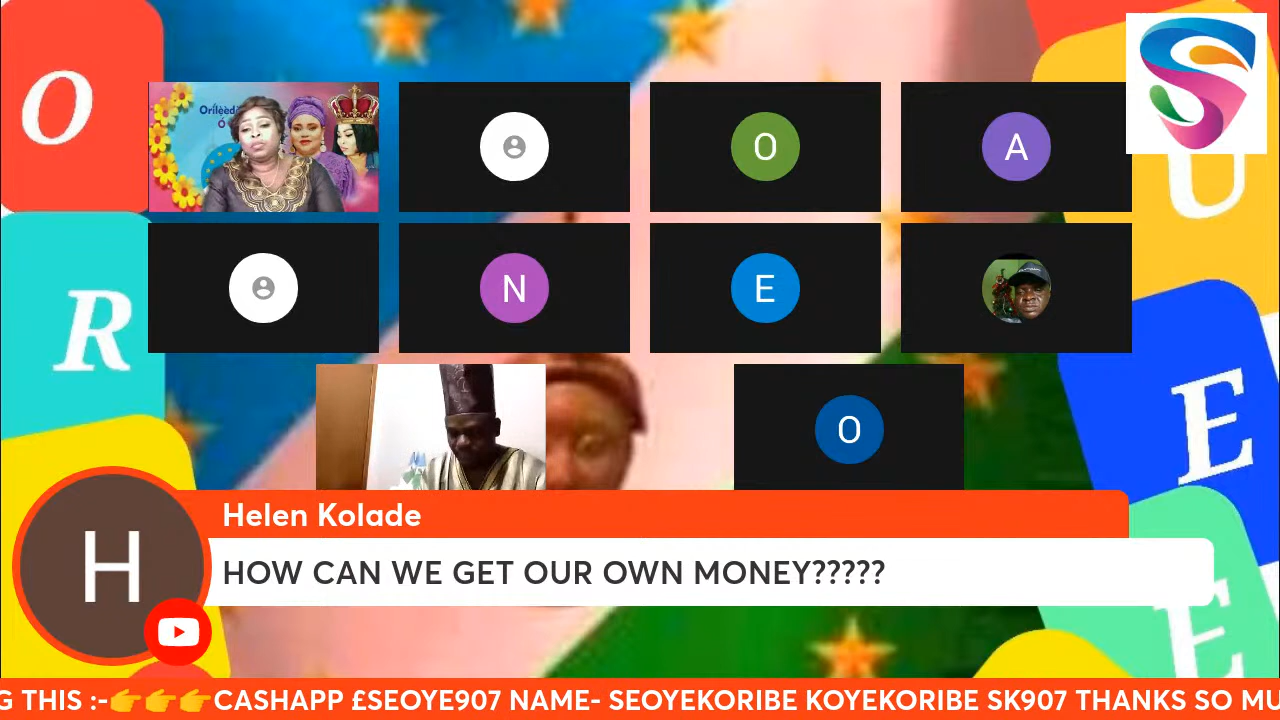 O
R
U
E
E
S
O
A
N
E
O
H
Helen Kolade
HOW CAN WE GET OUR OWN MONEY?????
G THIS :-👉👉👉CASHAPP £SEOYE907 NAME- SEOYEKORIBE KOYEKORIBE SK907 THANKS SO MU